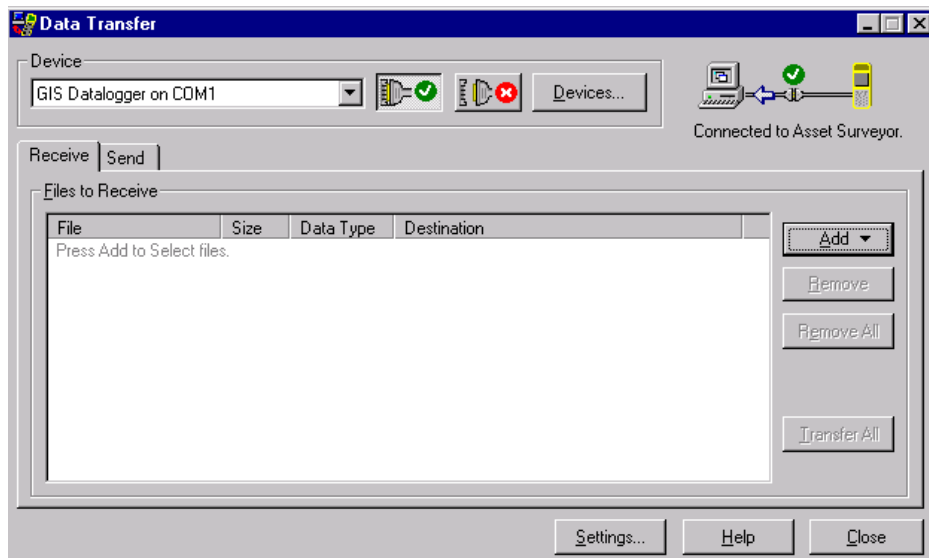 Data Transfer
Device
GIS Datalogger on COM1
Devices...
Connected to Asset Surveyor.
Receive Send
Files to Receive
File Size Data Type Destination
Press Add to Select files.
Add
Remove
Remove All
Transfer All
Settings... Help Close